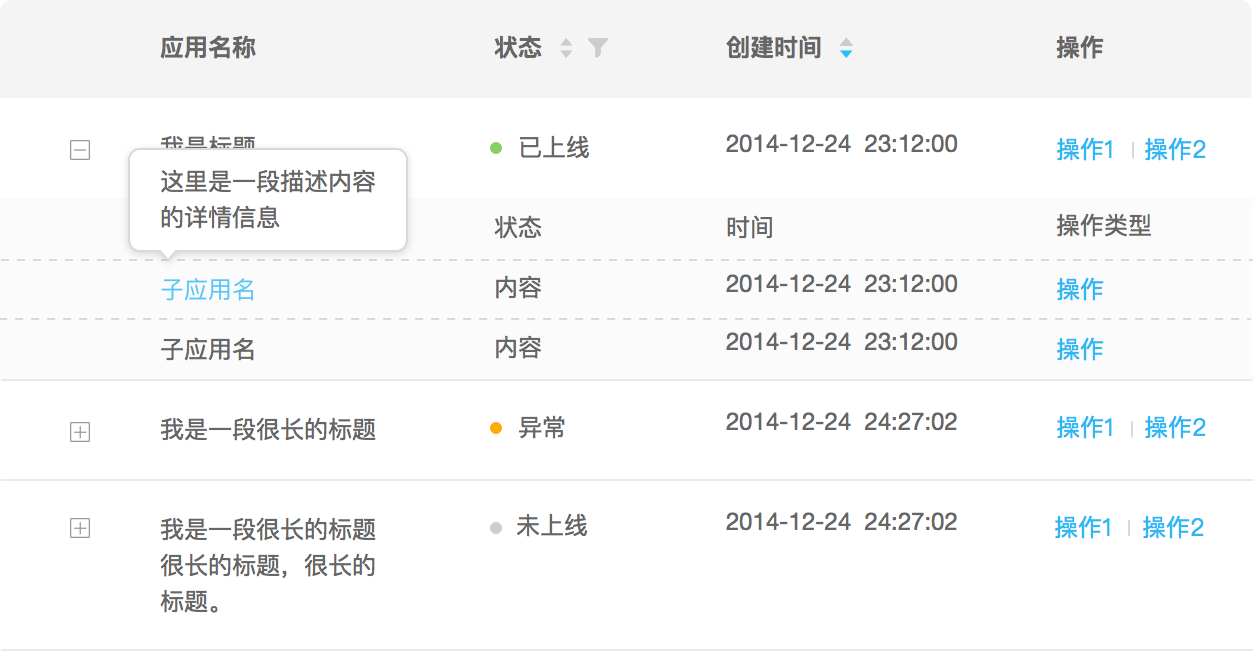 应用名称 状态 创建时间 操作
我是标题 已上线 2014-12-24 23:12:00 操作1 操作2
这里是一段描述内容
的详情信息
状态 时间 操作类型
子应用名 内容 2014-12-24 23:12:00 操作
子应用名 内容 2014-12-24 23:12:00 操作
我是一段很长的标题 异常 2014-12-24 24:27:02 操作1 操作2
我是一段很长的标题 未上线 2014-12-24 24:27:02 操作1 操作2
很长的标题，很长的
标题。